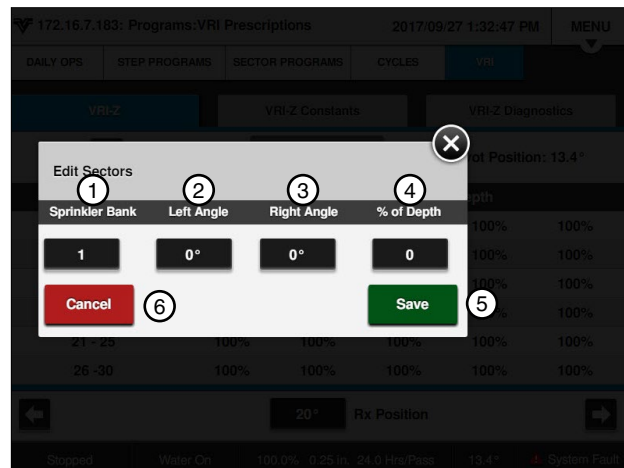 172.16.7.183: Programs:VRI Prescriptions 2017/09/27 1:32:47 PM MENU
DAILY OPS STEP PROGRAMS SECTOR PROGRAMS CYCLES VRI
VRI-Z VRI-Z Constants VRI-Z Diagnostics
ot Position: 13.4°
Edit Sectors
1 2 3 4
epth
Sprinkler Bank Left Angle Right Angle % of Depth
100% 100%
1 0° 0° 0
100%
100% 100%
Cancel 6 Save 5
100%
21 - 25 100% 100% 100% 100% 100%
26 -30 100% 100% 100% 100% 100%
20° Rx Position
Stopped Water On 100.0% 0.25 in. 24.0 Hrs/Pass 13.4° System Fault